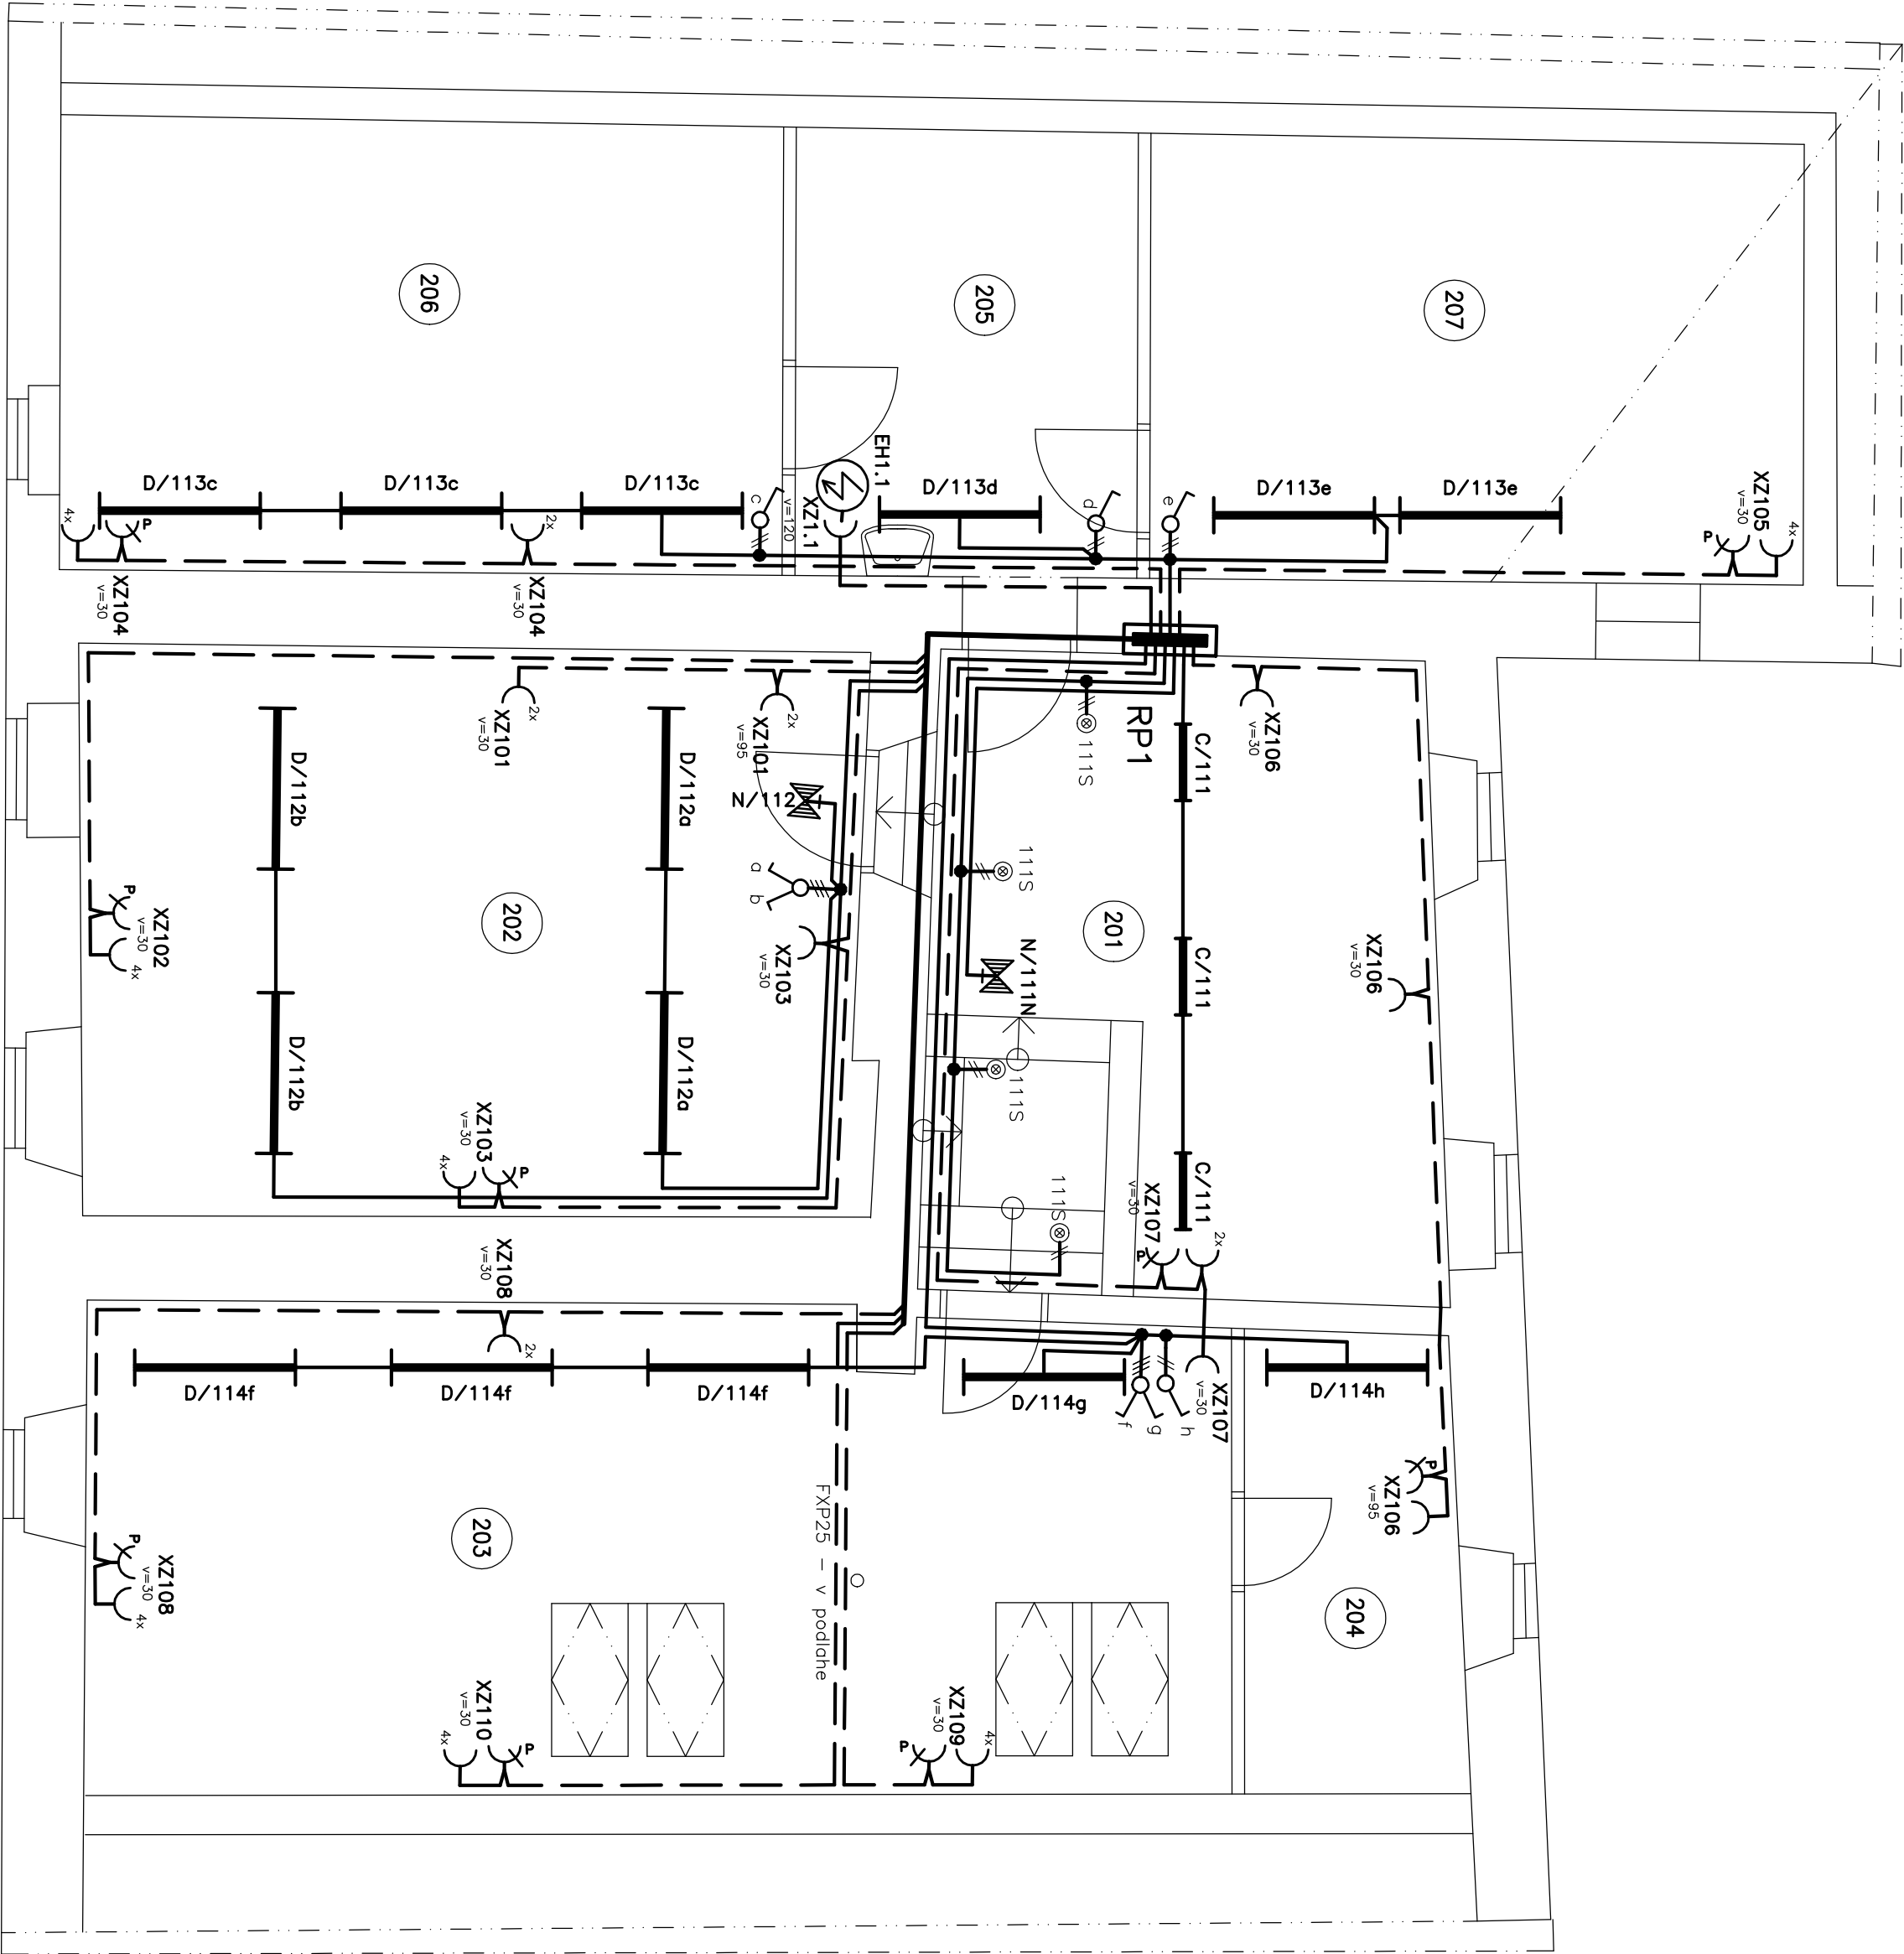 206
205
207
D/113c
D/113c
D/113c
c
v=120
EH1.1
XZ1.1
D/113d
d
e
D/113e
D/113e
XZ105
v=30
4x
P
4x
P
2x
XZ104
v=30
XZ104
v=30
XZ101
v=30
2x
XZ101
v=95
2x
RP1
111S
C/111
XZ106
v=30
D/112b
D/112a
N/112
a
b
111S
201
202
XZ102
v=30
P
4x
XZ103
v=30
N/111N
C/111
XZ106
v=30
D/112b
D/112a
111S
XZ103
v=30
4x
P
111S
XZ107
v=30
P
C/111
2x
XZ108
v=30
2x
D/114f
D/114f
D/114f
D/114g
f
g
h
XZ107
v=30
D/114h
P
XZ106
v=95
203
FXP25 - v podlahe
204
P
XZ108
v=30
4x
XZ110
v=30
4x
P
XZ109
v=30
P
4x